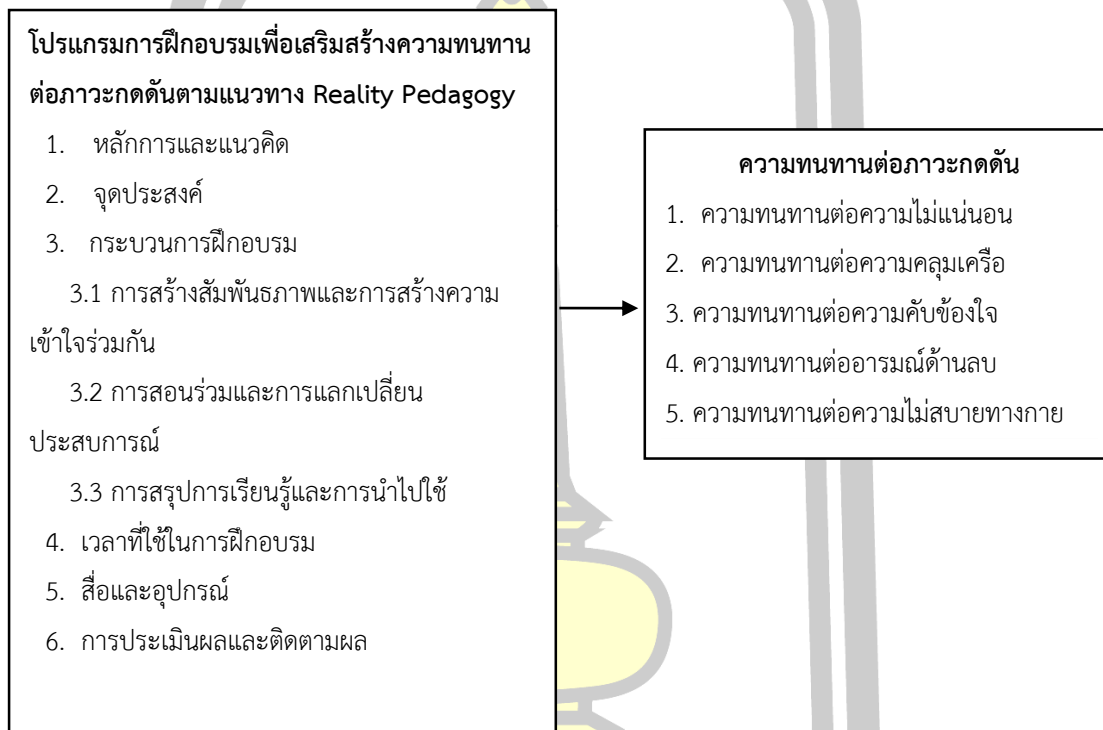 โปรแกรมการฝึกอบรมเพื่อเสริมสร้างความทนทาน
ต่อภาวะกดดันตามแนวทาง Reality Pedagogy
1. หลักการและแนวคิด
2. จุดประสงค์
3. กระบวนการฝึกอบรม
3.1 การสร้างสัมพันธภาพและการสร้างความ
เข้าใจร่วมกัน
3.2 การสอนร่วมและการแลกเปลี่ยน
ประสบการณ์
3.3 การสรุปการเรียนรู้และการนำไปใช้
4. เวลาที่ใช้ในการฝึกอบรม
5. สื่อและอุปกรณ์
6. การประเมินผลและติดตามผล
ความทนทานต่อภาวะกดดัน
1. ความทนทานต่อความไม่แน่นอน
2. ความทนทานต่อความคลุมเครือ
3. ความทนทานต่อความคับข้องใจ
4. ความทนทานต่ออารมณ์ด้านลบ
5. ความทนทานต่อความไม่สบายทางกาย